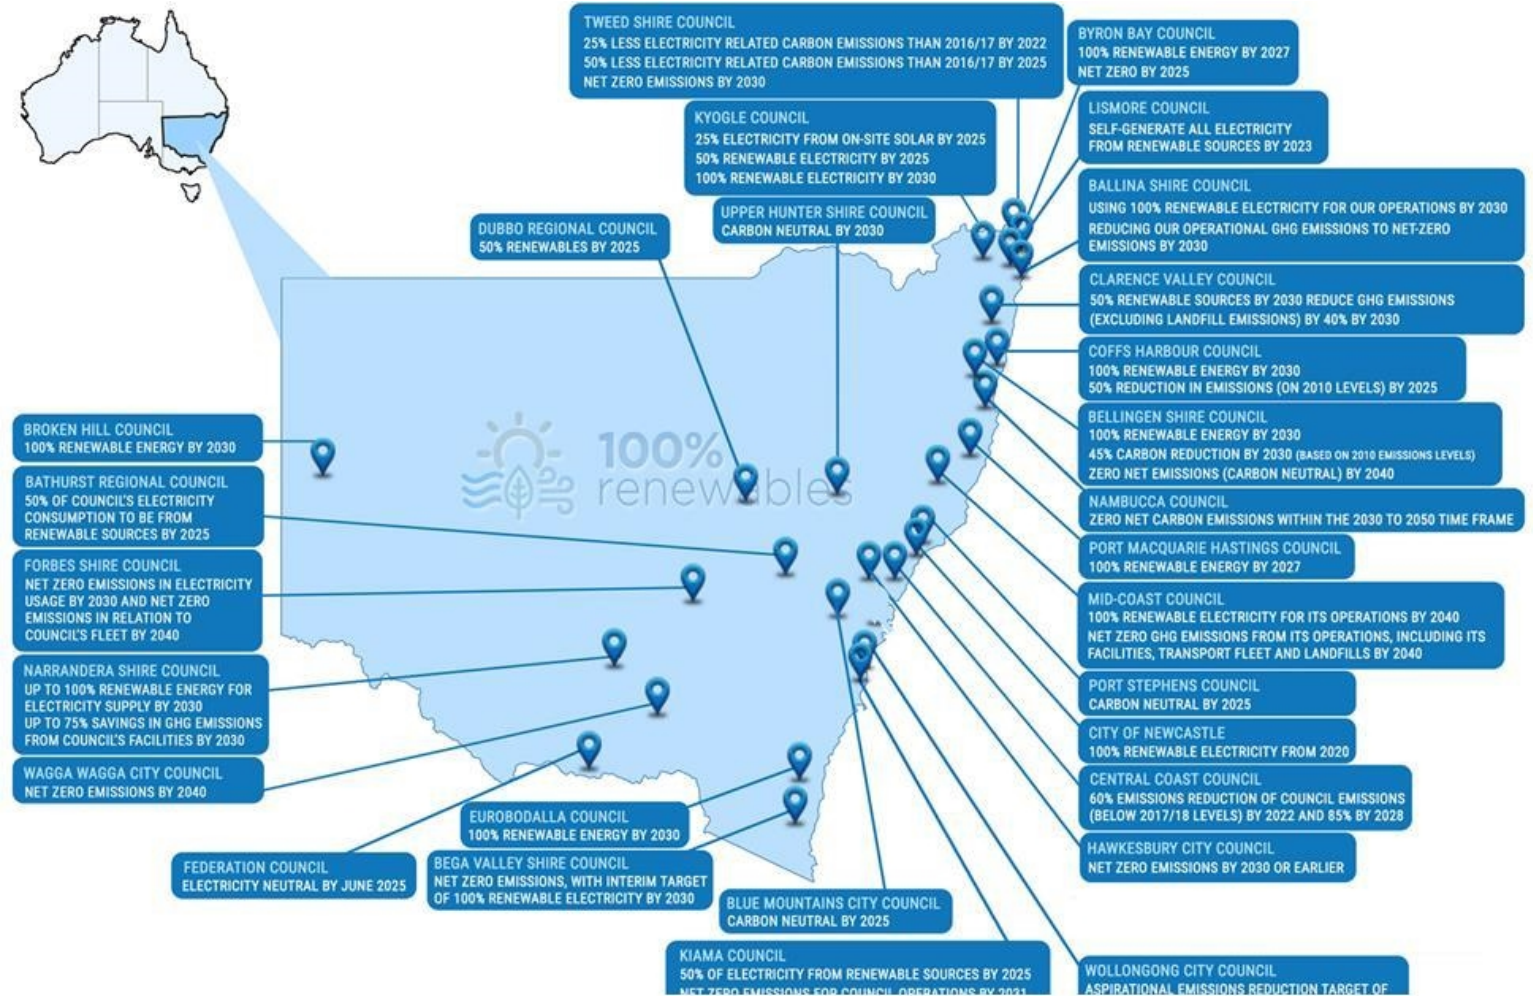 TWEED SHIRE COUNCIL
25% LESS ELECTRICITY RELATED CARBON EMISSIONS THAN 2016/17 BY 2022
50% LESS ELECTRICITY RELATED CARBON EMISSIONS THAN 2016/17 BY 2025
NET ZERO EMISSIONS BY 2030
BYRON BAY COUNCIL
100% RENEWABLE ENERGY BY 2027
NET ZERO BY 2025
KYOGLE COUNCIL
25% ELECTRICITY FROM ON-SITE SOLAR BY 2025
50% RENEWABLE ELECTRICITY BY 2025
100% RENEWABLE ELECTRICITY BY 2030
LISMORE COUNCIL
SELF-GENERATE ALL ELECTRICITY
FROM RENEWABLE SOURCES BY 2023
BALLINA SHIRE COUNCIL
USING 100% RENEWABLE ELECTRICITY FOR OUR OPERATIONS BY 2030
REDUCING OUR OPERATIONAL GHG EMISSIONS TO NET-ZERO
EMISSIONS BY 2030
UPPER HUNTER SHIRE COUNCIL
CARBON NEUTRAL BY 2030
DUBBO REGIONAL COUNCIL
50% RENEWABLES BY 2025
CLARENCE VALLEY COUNCIL
50% RENEWABLE SOURCES BY 2030 REDUCE GHG EMISSIONS
(EXCLUDING LANDFILL EMISSIONS) BY 40% BY 2030
COFFS HARBOUR COUNCIL
100% RENEWABLE ENERGY BY 2030
50% REDUCTION IN EMISSIONS (ON 2010 LEVELS) BY 2025
BELLINGEN SHIRE COUNCIL
100% RENEWABLE ENERGY BY 2030
45% CARBON REDUCTION BY 2030 (BASED ON 2010 EMISSIONS LEVELS)
ZERO NET EMISSIONS (CARBON NEUTRAL) BY 2040
100%
renewables
BROKEN HILL COUNCIL
100% RENEWABLE ENERGY BY 2030
BATHURST REGIONAL COUNCIL
50% OF COUNCIL'S ELECTRICITY
CONSUMPTION TO BE FROM
RENEWABLE SOURCES BY 2025
FORBES SHIRE COUNCIL
NET ZERO EMISSIONS IN ELECTRICITY
USAGE BY 2030 AND NET ZERO
EMISSIONS IN RELATION TO
COUNCIL'S FLEET BY 2040
NARRANDERA SHIRE COUNCIL
UP TO 100% RENEWABLE ENERGY FOR
ELECTRICITY SUPPLY BY 2030
UP TO 75% SAVINGS IN GHG EMISSIONS
FROM COUNCIL'S FACILITIES BY 2030
WAGGA WAGGA CITY COUNCIL
NET ZERO EMISSIONS BY 2040
NAMBUCCA COUNCIL
ZERO NET CARBON EMISSIONS WITHIN THE 2030 TO 2050 TIME FRAME
PORT MACQUARIE HASTINGS COUNCIL
100% RENEWABLE ENERGY BY 2027
MID-COAST COUNCIL
100% RENEWABLE ELECTRICITY FOR ITS OPERATIONS BY 2040
NET ZERO GHG EMISSIONS FROM ITS OPERATIONS, INCLUDING ITS
FACILITIES, TRANSPORT FLEET AND LANDFILLS BY 2040
PORT STEPHENS COUNCIL
CARBON NEUTRAL BY 2025
CITY OF NEWCASTLE
100% RENEWABLE ELECTRICITY FROM 2020
CENTRAL COAST COUNCIL
60% EMISSIONS REDUCTION OF COUNCIL EMISSIONS
(BELOW 2017/18 LEVELS) BY 2022 AND 85% BY 2028
HAWKESBURY CITY COUNCIL
NET ZERO EMISSIONS BY 2030 OR EARLIER
EUROBODALLA COUNCIL
100% RENEWABLE ENERGY BY 2030
FEDERATION COUNCIL
ELECTRICITY NEUTRAL BY JUNE 2025
BEGA VALLEY SHIRE COUNCIL
NET ZERO EMISSIONS, WITH INTERIM TARGET
OF 100% RENEWABLE ELECTRICITY BY 2030
BLUE MOUNTAINS CITY COUNCIL
CARBON NEUTRAL BY 2025
KIAMA COUNCIL
50% OF ELECTRICITY FROM RENEWABLE SOURCES BY 2025
NET ZERO EMISSIONS FOR COUNCIL OPERATIONS BY 2031
WOLLONGONG CITY COUNCIL
ASPIRATIONAL EMISSIONS REDUCTION TARGET OF